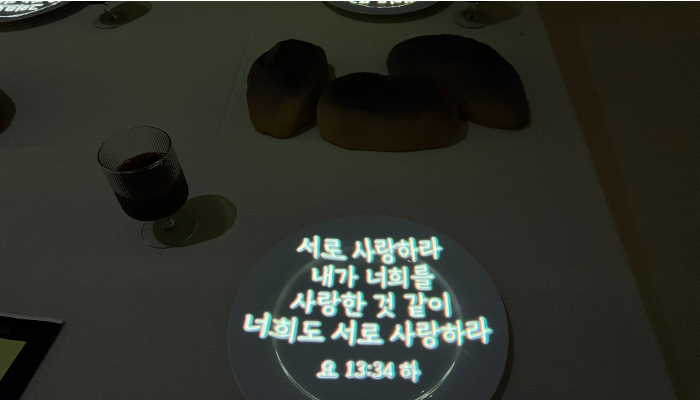 서로 사랑하라
내가 너희를
사랑한 것 같이
너희도 서로 사랑하라
요 13:34 하